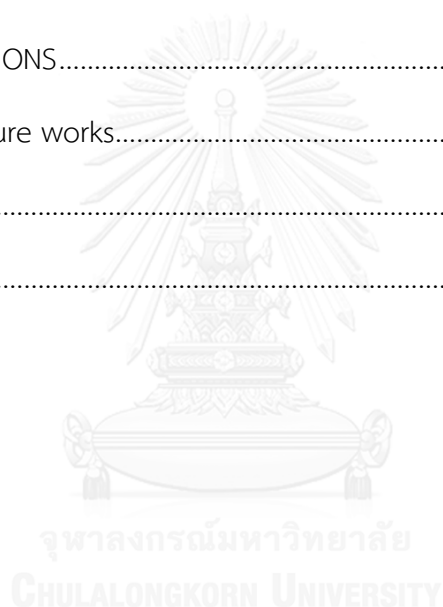 IONS.......................................................
ure works..............................................
................................................................
................................................................
จุฬาลงกรณ์มหาวิทยาลัย
CHULALONGKORN UNIVERSITY